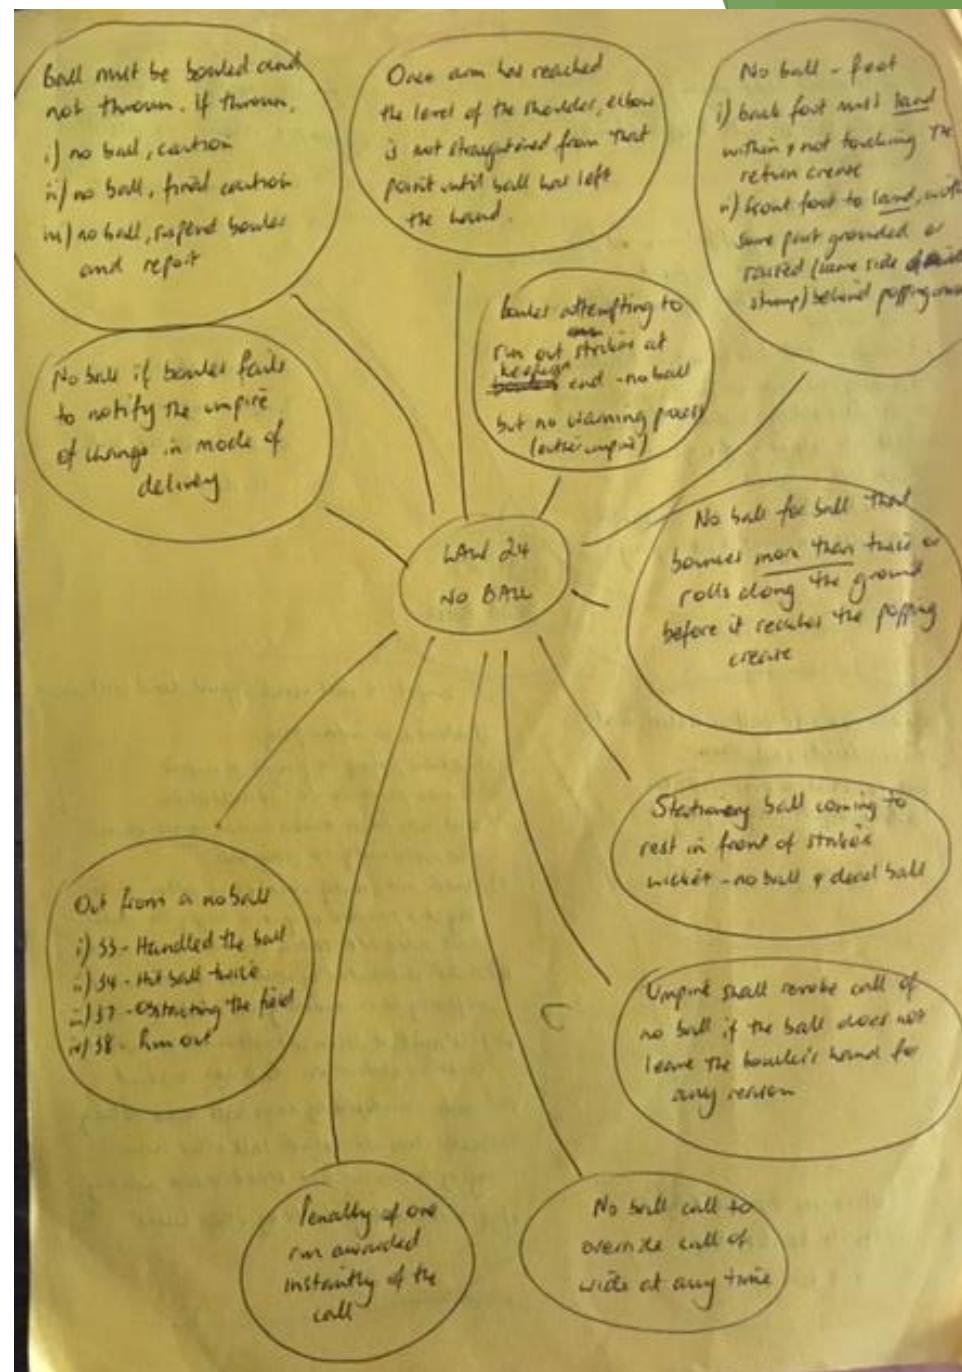 Ball must be bowled and
not thrown. If thrown,
i) no ball, caution
ii) no ball, final caution
iii) no ball, suspend bowler
and report
Once arm has reached
the level of the shoulder, elbow
is not straightened from that
point until ball has left
the hand.
No ball - feet
i) back foot must land
within & not touching the
return crease
ii) front foot to land, with
some part grounded or
raised (same side
stump) behind popping crease
No ball if bowler fails
to notify the umpire
of change in mode of
delivery
Bowler attempting to
run out striker at
keepers end - no ball
but no warning process
(either umpire)
LAW 24
NO BALL
No ball for ball that
bounces more than twice or
rolls along the ground
before it reaches the popping
crease
Stationery ball coming to
rest in front of strikers
wicket - no ball & dead ball
Out from a no ball
i) 33 - Handled the ball
ii) 34 - Hit ball twice
iii) 37 - Obstructing the field
iv) 38 - Run out
Umpire shall revoke call of
no ball if the ball does not
leave the bowler's hand for
any reason
Penalty of one
run awarded
instantly of the
call
No ball call to
override call of
wide at any time